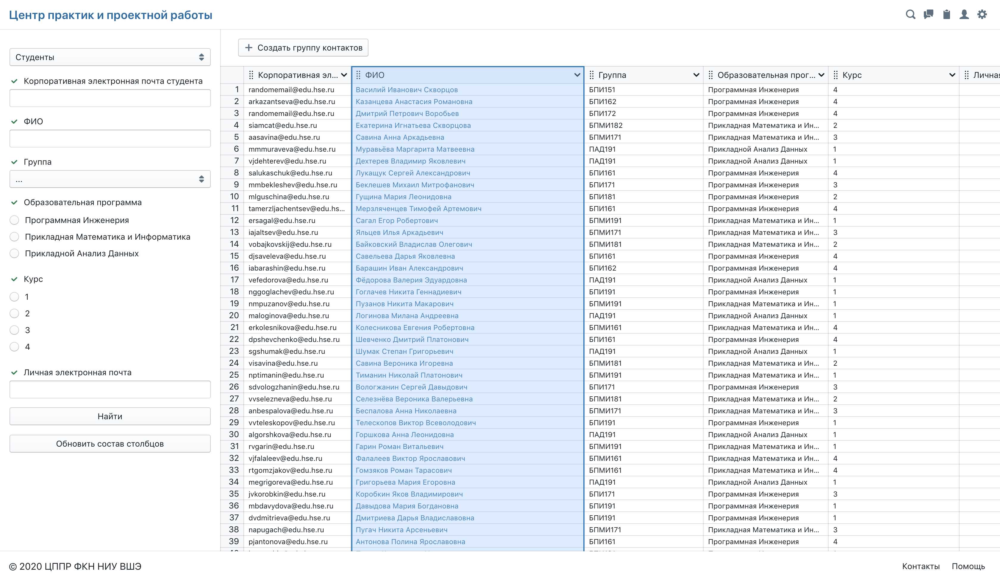 Центр практик и проектной работы
Студенты
Корпоративная электронная почта студента
ФИО
Группа
...
Образовательная программа
Программная Инженерия
Прикладная Математика и Информатика
Прикладной Анализ Данных
Курс
1
2
3
4
Личная электронная почта
Найти
Обновить состав столбцов
Создать группу контактов
Корпоративная эл... ФИО Группа Образовательная прог... Курс
1 randomemail@edu.hse.ru Василий Иванович Скворцов БПИ151 Программная Инженерия 4
2 arkazantseva@edu.hse.ru Казанцева Анастасия Романовна БПИ162 Программная Инженерия 4
3 randomemail@edu.hse.ru Дмитрий Петрович Воробьев БПИ172 Программная Инженерия 4
4 siamcat@edu.hse.ru Екатерина Игнатьева Скворцова БПМИ182 Прикладная Математика и Ин... 2
5 aasavina@edu.hse.ru Савина Анна Аркадьевна БПМИ171 Прикладная Математика и Ин... 3
6 mmmuraveva@edu.hse.ru Муравьёва Маргарита Матвеевна ПАД191 Прикладной Анализ Данных 1
7 vjdehterev@edu.hse.ru Дехтерев Владимир Яковлевич ПАД191 Прикладной Анализ Данных 1
8 salukaschuk@edu.hse.ru Лукащук Сергей Александрович БПИ161 Программная Инженерия 4
9 mmbekleshev@edu.hse.ru Беклешев Михаил Митрофанович БПИ171 Программная Инженерия 3
10 mlguschina@edu.hse.ru Гущина Мария Леонидовна БПИ181 Программная Инженерия 2
11 tamerzljachentsev@edu.hs... Мерзляченцев Тимофей Артемович БПИ161 Программная Инженерия 4
12 ersagal@edu.hse.ru Сагал Егор Робертович БПМИ191 Прикладная Математика и Ин... 1
13 iajaltsev@edu.hse.ru Яльцев Илья Аркадьевич БПМИ171 Прикладная Математика и Ин... 3
14 vobajkovskij@edu.hse.ru Байковский Владислав Олегович БПМИ181 Прикладная Математика и Ин... 2
15 djsaveleva@edu.hse.ru Савельева Дарья Яковлевна БПИ161 Программная Инженерия 4
16 iabarashin@edu.hse.ru Барашин Иван Александрович БПИ162 Программная Инженерия 4
17 vefedorova@edu.hse.ru Фёдорова Валерия Эдуардовна ПАД191 Прикладной Анализ Данных 1
18 nggoglachev@edu.hse.ru Гоглачев Никита Геннадиевич БПИ191 Программная Инженерия 1
19 nmpuzanov@edu.hse.ru Пузанов Никита Макарович БПМИ191 Прикладная Математика и Ин... 1
20 maloginova@edu.hse.ru Логинова Милана Андреевна ПАД191 Прикладной Анализ Данных 1
21 erkolesnikova@edu.hse.ru Колесникова Евгения Робертовна БПМИ161 Прикладная Математика и Ин... 4
22 dpshevchenko@edu.hse.ru Шевченко Дмитрий Платонович БПИ161 Программная Инженерия 4
23 sgshumak@edu.hse.ru Шумак Степан Григорьевич ПАД191 Прикладной Анализ Данных 1
24 visavina@edu.hse.ru Савина Вероника Игоревна БПМИ181 Прикладная Математика и Ин... 2
25 nptimanin@edu.hse.ru Тиманин Николай Платонович БПМИ191 Прикладная Математика и Ин... 1
26 sdvologzhanin@edu.hse.ru Вологжанин Сергей Давыдович БПИ171 Программная Инженерия 3
27 vvselezneva@edu.hse.ru Селезнёва Вероника Валерьевна БПМИ181 Прикладная Математика и Ин... 2
28 anbespalova@edu.hse.ru Беспалова Анна Николаевна БПМИ171 Прикладная Математика и Ин... 3
29 vvteleskopov@edu.hse.ru Телескопов Виктор Всеволодович БПИ191 Программная Инженерия 1
30 algorshkova@edu.hse.ru Горшкова Анна Леонидовна ПАД191 Прикладной Анализ Данных 1
31 rvgarin@edu.hse.ru Гарин Роман Витальевич БПМИ191 Прикладная Математика и Ин... 1
32 vjfalaleev@edu.hse.ru Фалалеев Виктор Ярославович БПМИ161 Прикладная Математика и Ин... 4
33 rtgomzjakov@edu.hse.ru Гомзяков Роман Тарасович БПМИ161 Прикладная Математика и Ин... 4
34 megrigoreva@edu.hse.ru Григорьева Мария Егоровна ПАД191 Прикладной Анализ Данных 1
35 jvkorobkin@edu.hse.ru Коробкин Яков Владимирович БПИ171 Программная Инженерия 3
36 mbdavydova@edu.hse.ru Давыдова Мария Богдановна БПИ191 Программная Инженерия 1
37 dvdmitrieva@edu.hse.ru Дмитриева Дарья Владиславовна БПИ191 Программная Инженерия 1
38 napugach@edu.hse.ru Пугач Никита Арсеньевич БПМИ171 Прикладная Математика и Ин... 3
39 pjantonova@edu.hse.ru Антонова Полина Ярославовна БПИ161 Программная Инженерия 4
© 2020 ЦППР ФКН НИУ ВШЭ
Контакты Помощь